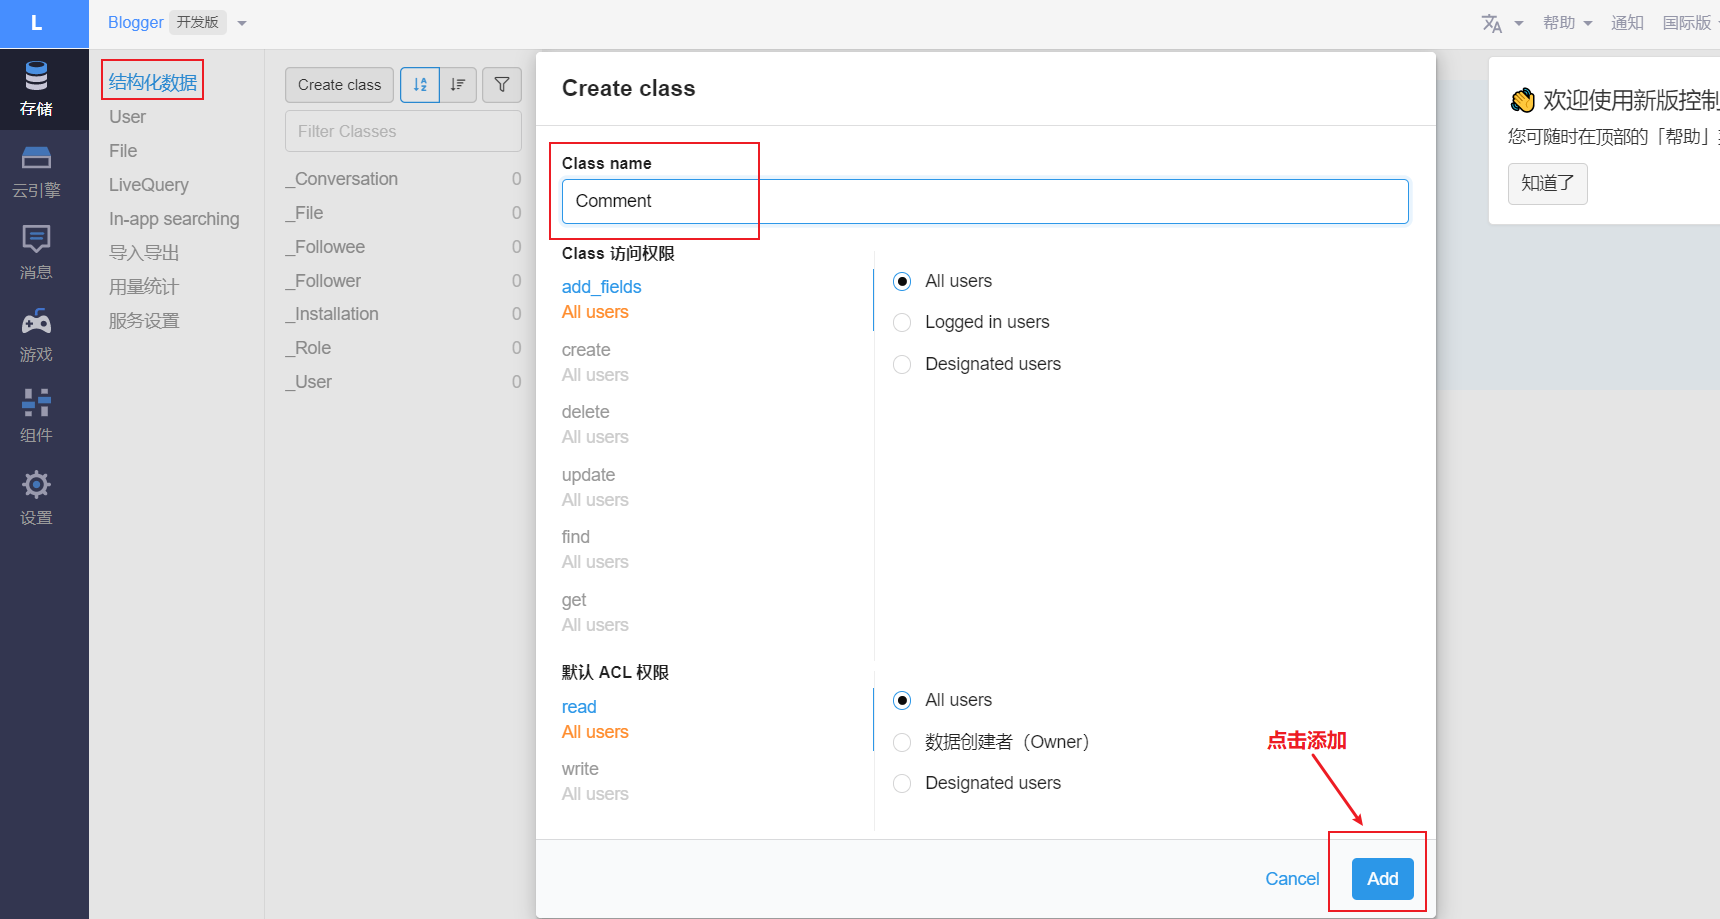 L
Blogger 开发版
帮助
通知
国际版
存储
云引擎
消息
游戏
组件
设置
结构化数据
User
File
LiveQuery
In-app searching
导入导出
用量统计
服务设置
Create class
Filter Classes
_Conversation 0
_File 0
_Followee 0
_Follower 0
_Installation 0
_Role 0
_User 0
Create class
Class name
Comment
Class 访问权限
add_fields
All users
create
All users
delete
All users
update
All users
find
All users
get
All users
All users
Logged in users
Designated users
默认 ACL 权限
read
All users
write
All users
All users
数据创建者（Owner）
Designated users
点击添加
Cancel
Add
欢迎使用新版控制
您可随时在顶部的「帮助」
知道了